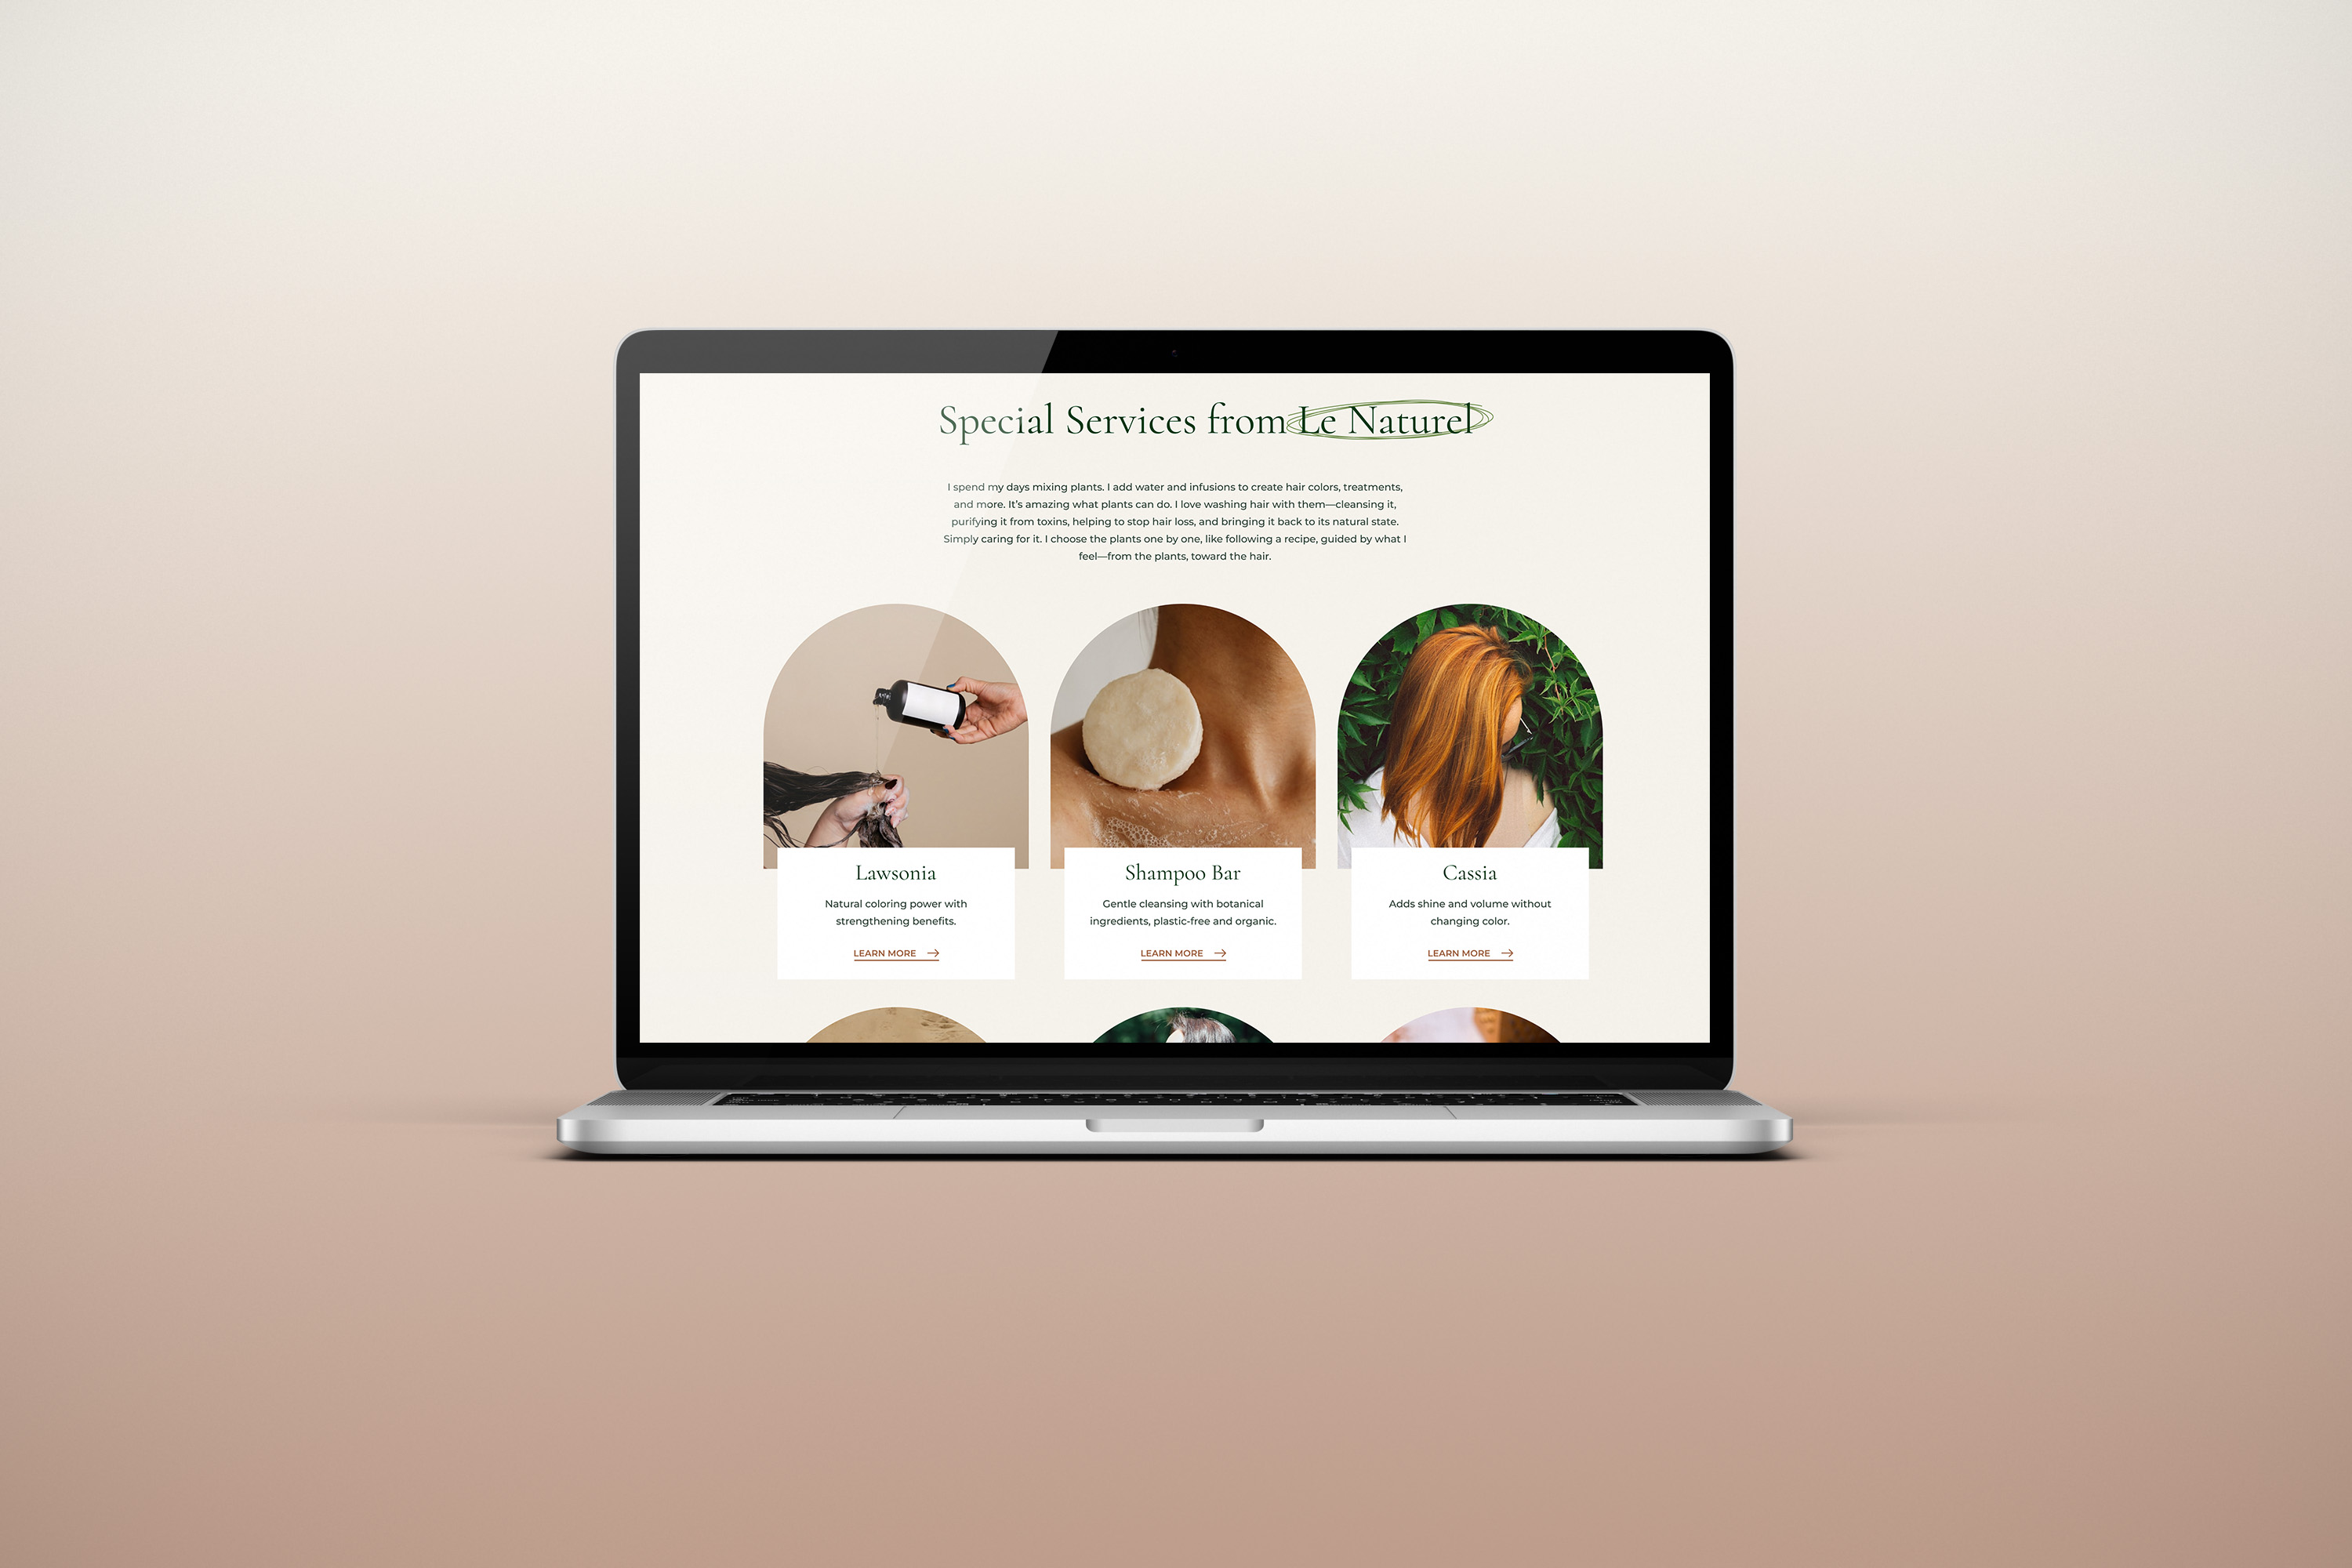 Special Services from Le Naturel
I spend my days mixing plants. I add water and infusions to create hair colors, treatments,
and more. It's amazing what plants can do. I love washing hair with them—cleansing it,
purifying it from toxins, helping to stop hair loss, and bringing it back to its natural state.
Simply caring for it. I choose the plants one by one, like following a recipe, guided by what I
feel—from the plants, toward the hair.
Lawsonia
Natural coloring power with
strengthening benefits.
LEARN MORE
Shampoo Bar
Gentle cleansing with botanical
ingredients, plastic-free and organic.
LEARN MORE
Cassia
Adds shine and volume without
changing color.
LEARN MORE